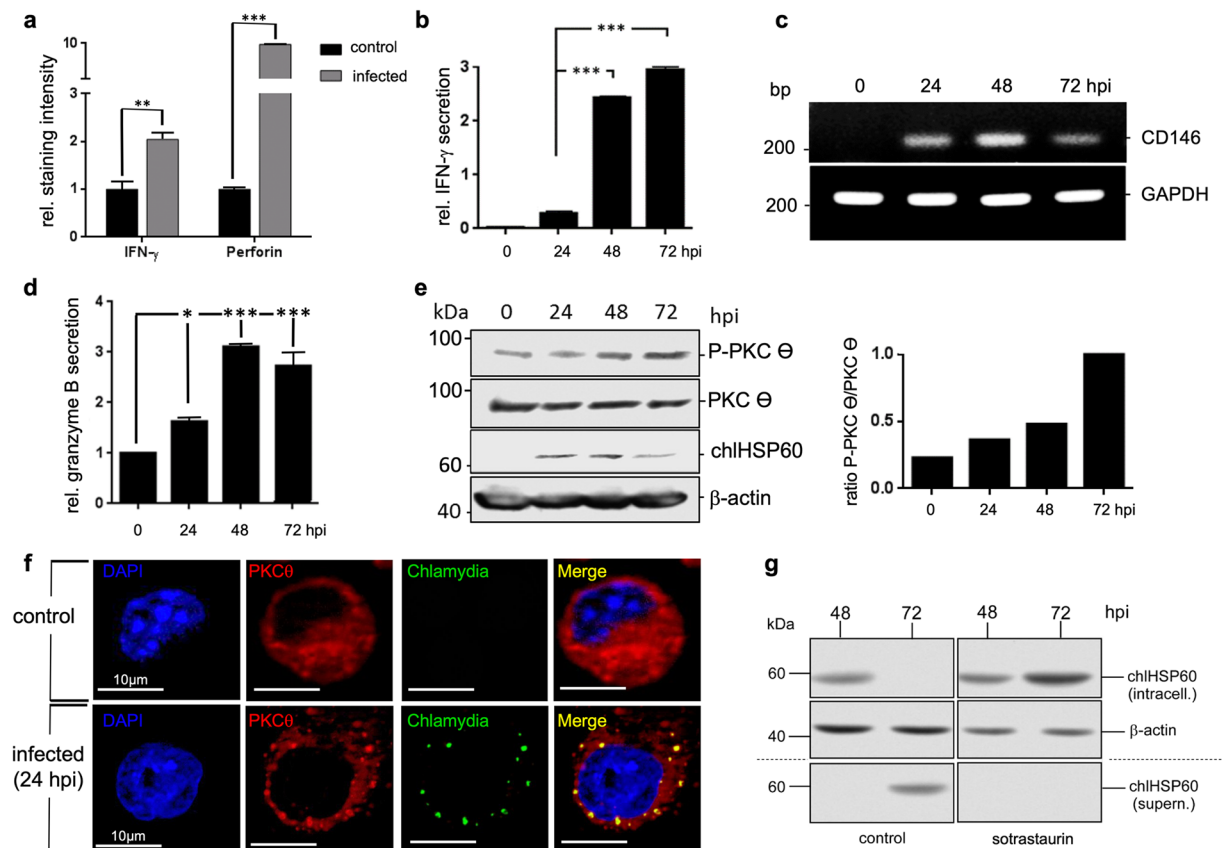 a
rel. staining intensity
10
3
2
1
0
***
**
IFN-γ
Perforin
control
infected
b
rel. IFN-γ secretion
3
2
1
0
***
***
0 24 48 72 hpi
c
bp 0 24 48 72 hpi
200
CD146
200
GAPDH
d
rel. granzyme B secretion
4
3
2
1
0
* *** ***
0 24 48 72 hpi
e
kDa 0 24 48 72 hpi
100
P-PKC Θ
100
PKC Θ
60
chlHSP60
40
β-actin
ratio P-PKC Θ/PKC Θ
1.0
0.5
0.0
0 24 48 72 hpi
f
control
DAPI PKCθ Chlamydia Merge
10µm
infected
(24 hpi)
DAPI PKCθ Chlamydia Merge
10µm
g
48 72 48 72 hpi
kDa
60
chlHSP60
(intracell.)
40
β-actin
60
chlHSP60
(supern.)
control sotrastaurin